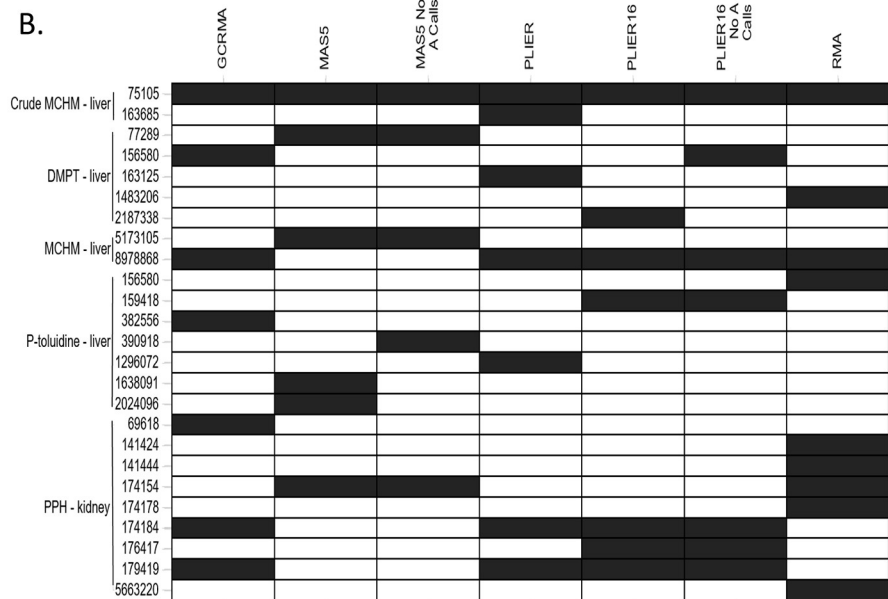 B.
GCRMA
MAS5
MAS5 No
A Calls
PLIER
PLIER16
PLIER16
No A
Calls
RMA
Crude MCHM - liver
75105
163685
DMPT - liver
77289
156580
163125
1483206
2187338
MCHM - liver
5173105
8978868
P-toluidine - liver
156580
159418
382556
390918
1296072
1638091
2024096
PPH - kidney
69618
141424
141444
174154
174178
174184
176417
179419
5663220